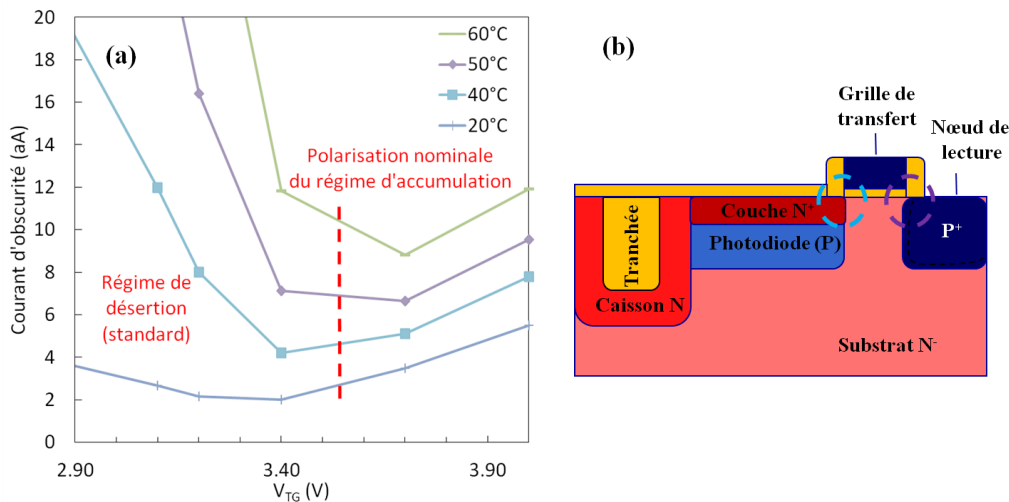 (a)
60°C
50°C
40°C
20°C
Polarisation nominale
du régime d'accumulation
Régime de
désertion
(standard)
Courant d'obscurité (aA)
20
18
16
14
12
10
8
6
4
2
0
2.90
3.40
3.90
V_TG (V)
(b)
Grille de
transfert
Nœud de
lecture
Couche N⁺
P⁺
Photodiode (P)
Tranchée
Caisson N
Substrat N⁻